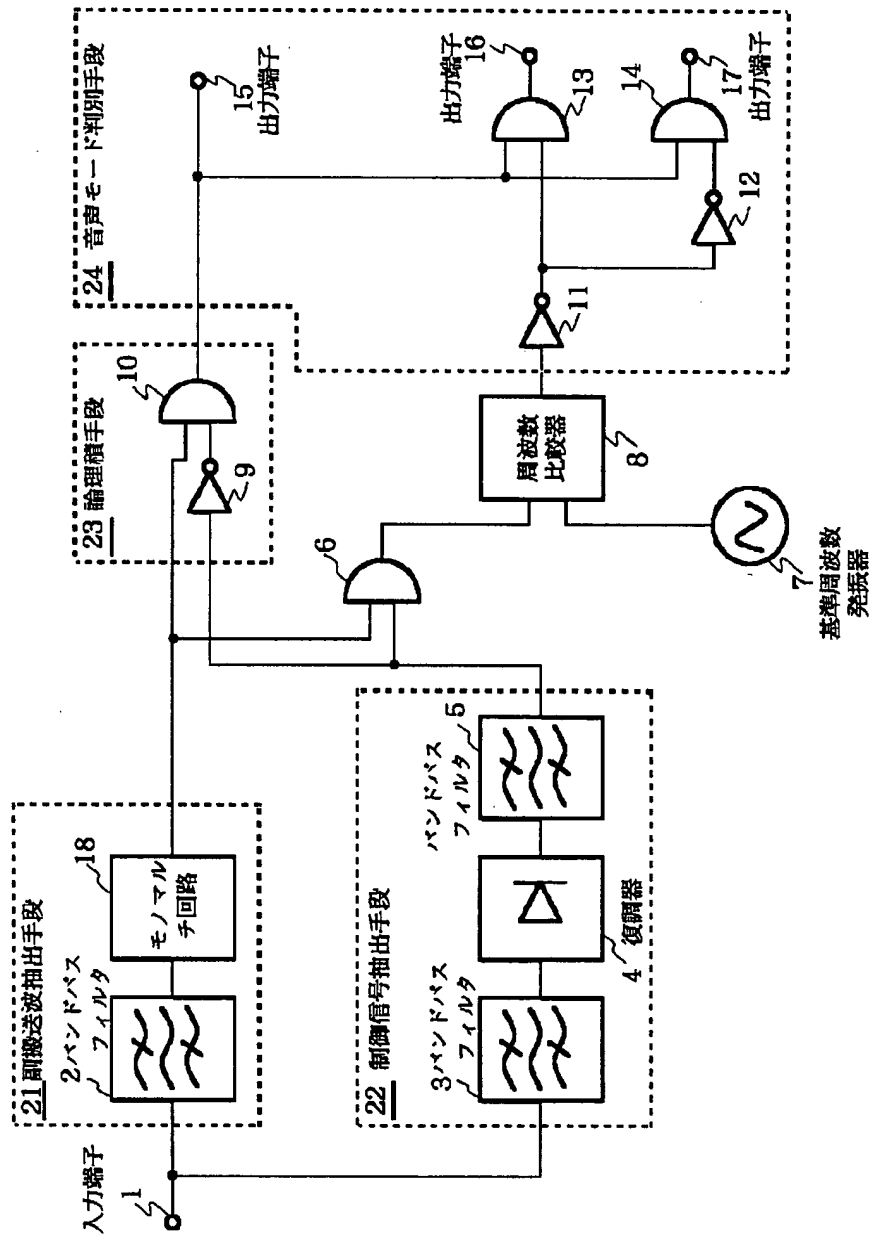 入力端子
1
21 副搬送波抽出手段
2 バンドパス
フィルタ
18
モノマル
チ回路
22 制御信号抽出手段
3 バンドパス
フィルタ
4
復調器
バンドパス
フィルタ
5
6
23 論理積手段
9
10
7
基準周波数
発振器
周波数
比較器
8
24 音声モード判別手段
11
12
13
14
15
出力端子
出力端子
16
17
出力端子